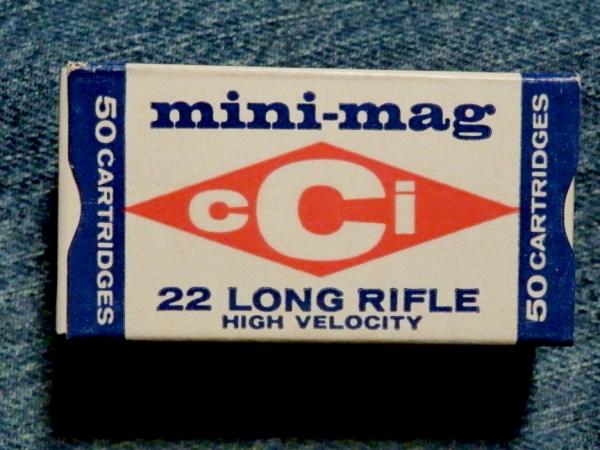 mini-mag
cCi
22 LONG RIFLE
HIGH VELOCITY
50 CARTRIDGES
50 CARTRIDGES